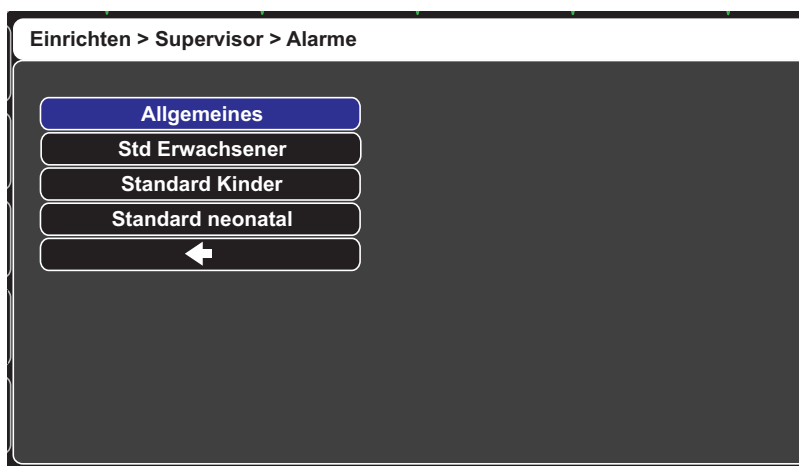 Einrichten > Supervisor > Alarme
Allgemeines
Std Erwachsener
Standard Kinder
Standard neonatal